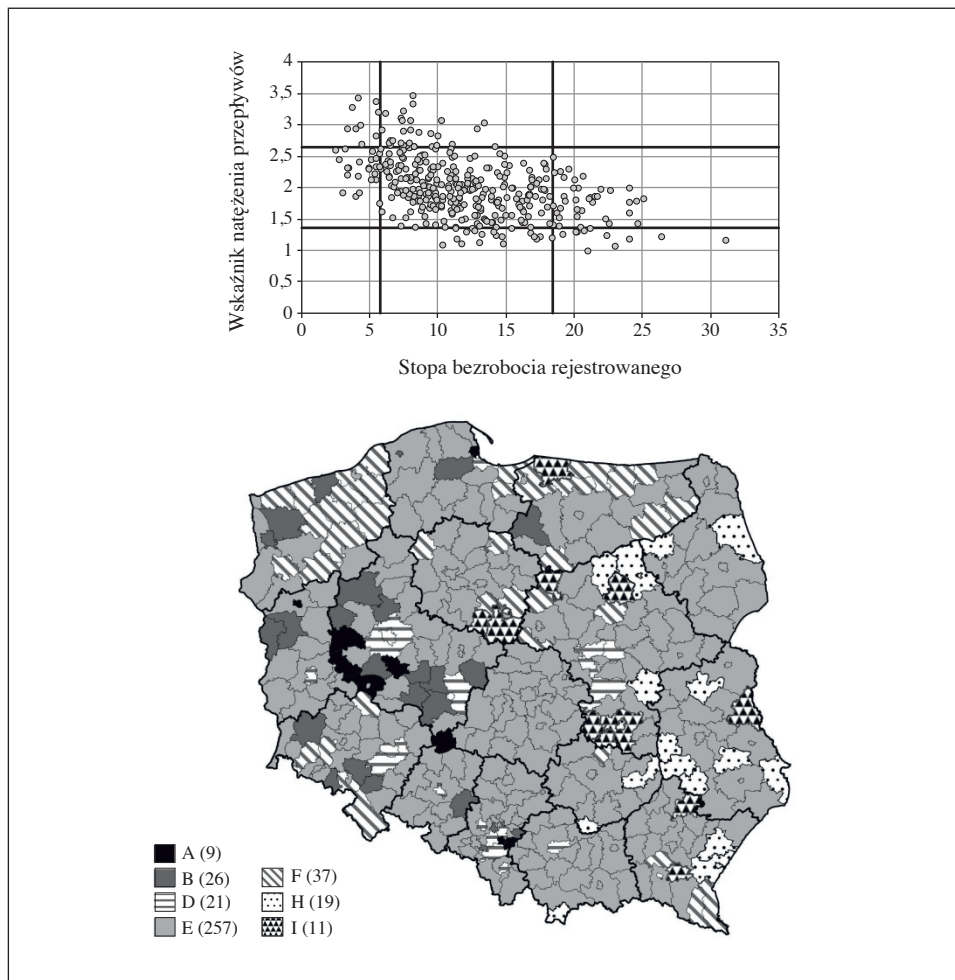 Wskaźnik natężenia przepływów
4
3,5
3
2,5
2
1,5
1
0,5
0
0 5 10 15 20 25 30 35
Stopa bezrobocia rejestrowanego
A (9)
B (26) F (37)
D (21) H (19)
E (257) I (11)